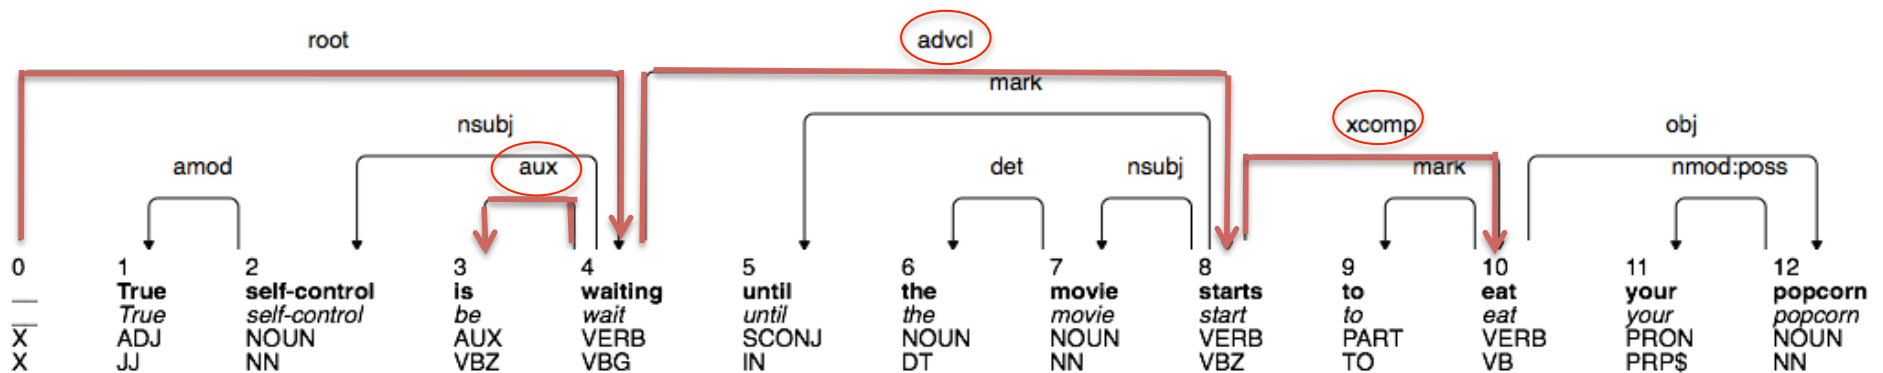 root advcl
mark
nsubj xcomp obj
amod aux det nsubj mark nmod:poss
0 1 2 3 4 5 6 7 8 9 10 11 12
__ True self-control is waiting until the movie starts to eat your popcorn
__ True self-control be wait until the movie start to eat your popcorn
X ADJ NOUN AUX VERB SCONJ NOUN NOUN VERB PART VERB PRON NOUN
X JJ NN VBZ VBG IN DT NN VBZ TO VB PRP$ NN